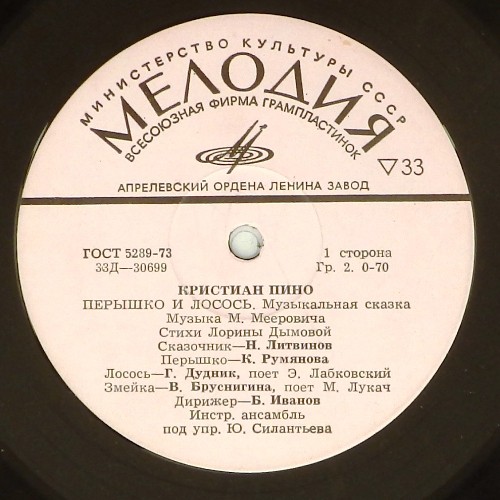 МИНИСТЕРСТВО КУЛЬТУРЫ СССР
МЕЛОДИЯ
ВСЕСОЮЗНАЯ ФИРМА ГРАМПЛАСТИНОК
▽33
АПРЕЛЕВСКИЙ ОРДЕНА ЛЕНИНА ЗАВОД
ГОСТ 5289-73 1 сторона
33Д—30699 Гр. 2. 0-70
КРИСТИАН ПИНО
ПЕРЫШКО И ЛОСОСЬ. Музыкальная сказка
Музыка М. Мееровича
Стихи Лорины Дымовой
Сказочник—Н. Литвинов
Перышко—К. Румянова
Лосось—Г. Дудник, поет Э. Лабковский
Змейка—В. Бруснигина, поет М. Лукач
Дирижер—Б. Иванов
Инстр. ансамбль
под упр. Ю. Силантьева